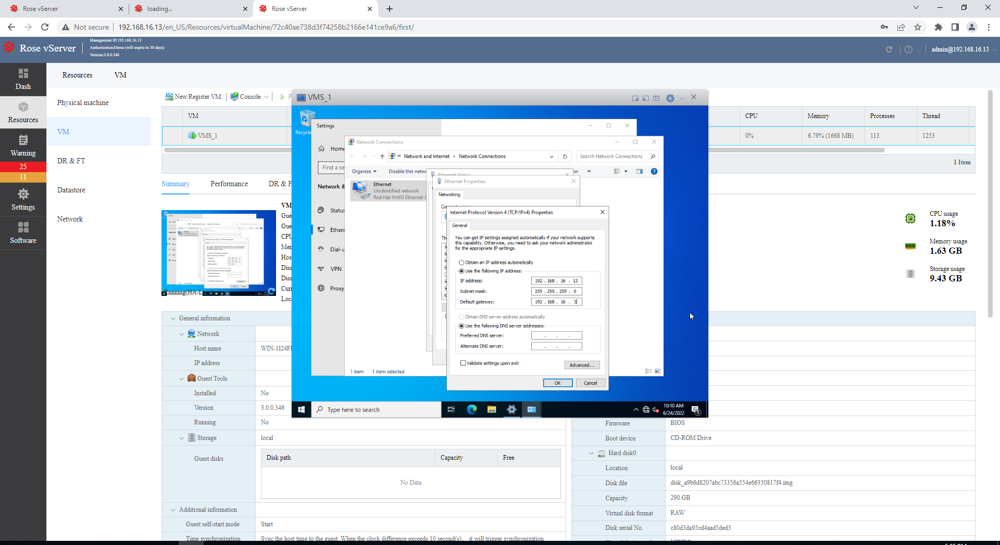 Rose vServer
loading...
Rose vServer
Not secure
192.168.16.13/en_US/Resources/virtualMachine/72c40ae738d3f74258b2166e141ce9a6/first/
Rose vServer
Management IP:192.168.16.13
Authorization:Demo (will expire in 30 days)
Version:3.0.0.346
admin@192.168.16.13
Dash
Resources
Warning
25
11
Settings
Software
Resources
VM
Physical machine
VM
DR & FT
Datastore
Network
New/Register VM
Console
P
VM
CPU
Memory
Processes
Thread
VMS_1
0%
6.79% (1668 MB)
113
1253
1 Item
Summary
Performance
DR & F
VM
Gue
Gue
CPU
Mer
Hos
Disa
Disa
Curr
Loc
Running(HA-L
CPU usage
1.18%
Memory usage
1.63 GB
Storage usage
9.43 GB
VMS_1
Recycle
Settings
Home
Find a se
Network &
Status
Ethern
Dial-u
VPN
Proxy
Network Connections
Network and Internet
Network Connections
Search Network Connections
Organize
Disable this netw
on
»
Ethernet
Unidentified network
Red Hat VirtIO Ethernet A
1 item
1 item selected
Ethernet Status
Ethernet Properties
Networking
Th
Internet Protocol Version 4 (TCP/IPv4) Properties
General
You can get IP settings assigned automatically if your network supports
this capability. Otherwise, you need to ask your network administrator
for the appropriate IP settings.
Obtain an IP address automatically
Use the following IP address:
IP address:
192 . 168 . 16 . 13
Subnet mask:
255 . 255 . 255 . 0
Default gateway:
192 . 168 . 16 . 3
Obtain DNS server address automatically
Use the following DNS server addresses:
Preferred DNS server:
. . .
Alternate DNS server:
. . .
Validate settings upon exit
Advanced...
OK
Cancel
Type here to search
10:10 AM
6/24/2022
1
General information
Network
Host name
WIN-1I24F
IP address
Guest Tools
Installed
No
Version
3.0.0.346
Running
No
Storage
local
Guest disks
Disk path
Capacity
Free
No Data
Additional information
Guest self-start mode
Start
Time synchronization
Sync the host time to the guest. When the clock difference exceeds 10 second(s), it will trigger synchronization
Firmware
BIOS
Boot device
CD-ROM Drive
Hard disk0
Location
local
Disk file
disk_a9b6d8207abc73356a554e66350817f4.img
Capacity
290 GB
Virtual disk format
RAW
Disk serial No.
c80d3da95cd4aad5ded3